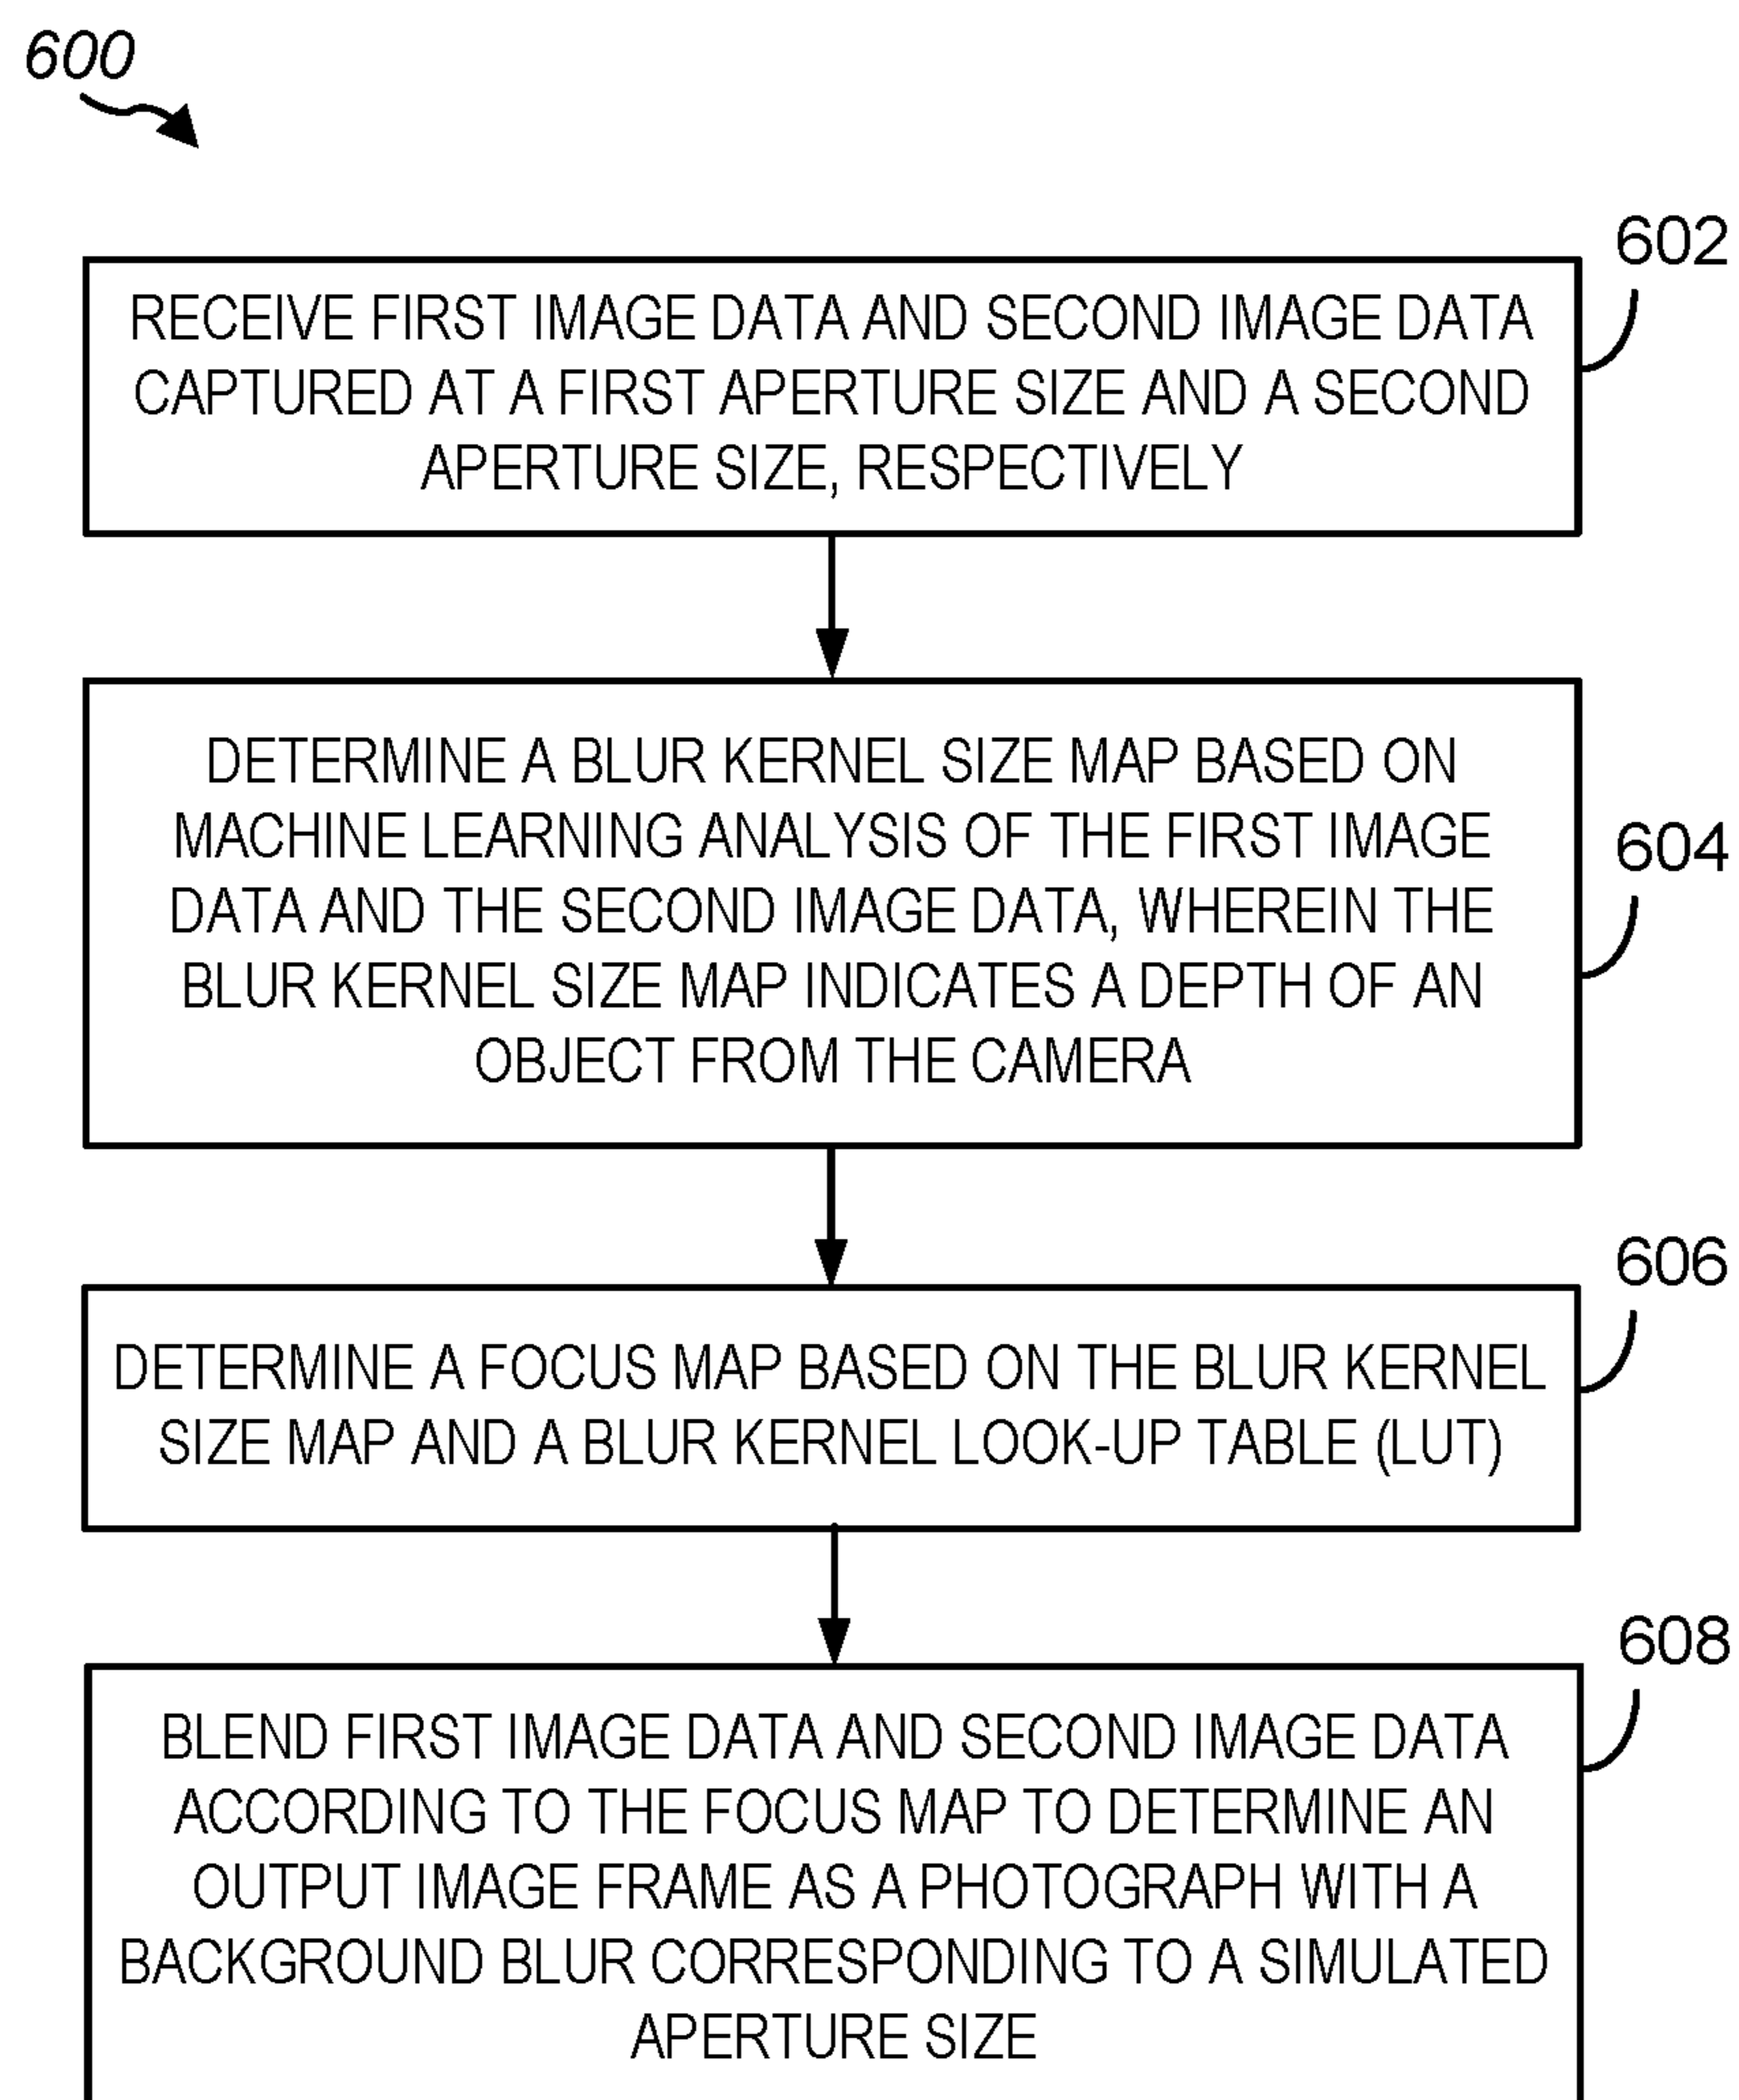 600
602
RECEIVE FIRST IMAGE DATA AND SECOND IMAGE DATA
CAPTURED AT A FIRST APERTURE SIZE AND A SECOND
APERTURE SIZE, RESPECTIVELY
604
DETERMINE A BLUR KERNEL SIZE MAP BASED ON
MACHINE LEARNING ANALYSIS OF THE FIRST IMAGE
DATA AND THE SECOND IMAGE DATA, WHEREIN THE
BLUR KERNEL SIZE MAP INDICATES A DEPTH OF AN
OBJECT FROM THE CAMERA
606
DETERMINE A FOCUS MAP BASED ON THE BLUR KERNEL
SIZE MAP AND A BLUR KERNEL LOOK-UP TABLE (LUT)
608
BLEND FIRST IMAGE DATA AND SECOND IMAGE DATA
ACCORDING TO THE FOCUS MAP TO DETERMINE AN
OUTPUT IMAGE FRAME AS A PHOTOGRAPH WITH A
BACKGROUND BLUR CORRESPONDING TO A SIMULATED
APERTURE SIZE